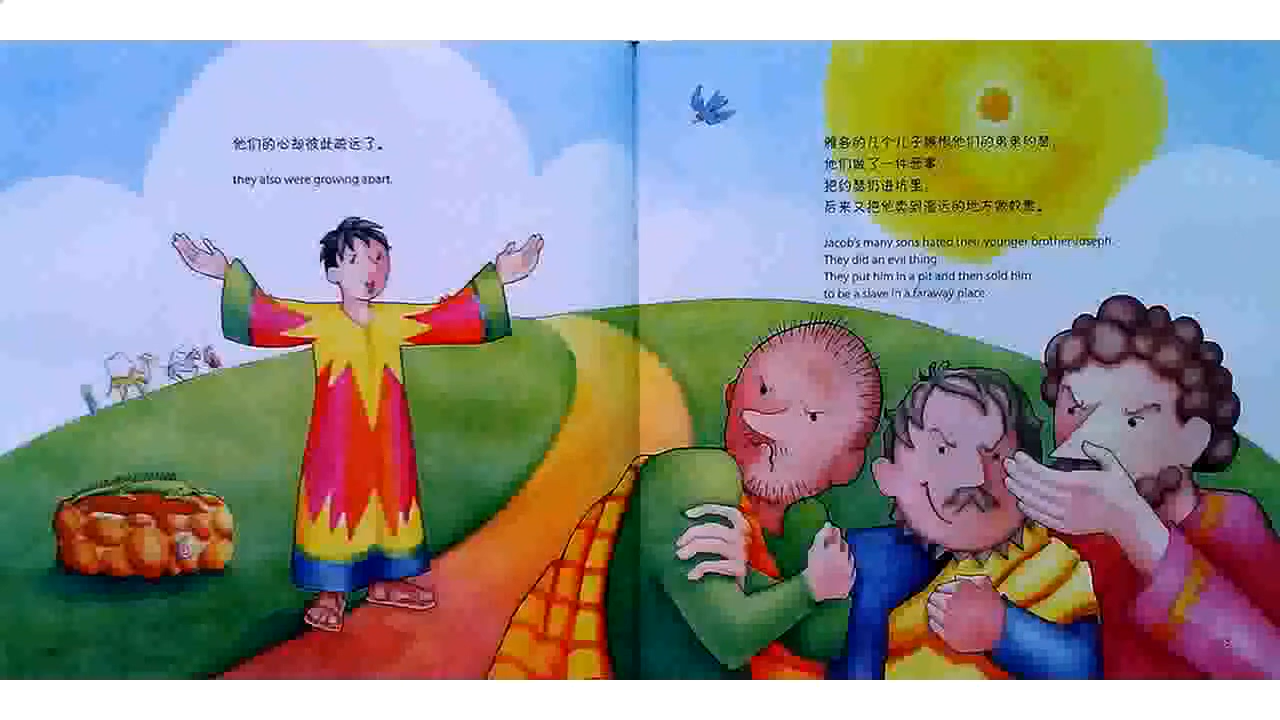 他们的心却彼此疏远了。
they also were growing apart.
雅各的几个儿子嫉恨他们的弟弟约瑟，
他们做了一件恶事，
把约瑟扔进坑里，
后来又把他卖到遥远的地方做奴隶。
Jacob's many sons hated their younger brother Joseph.
They did an evil thing.
They put him in a pit and then sold him
to be a slave in a faraway place.